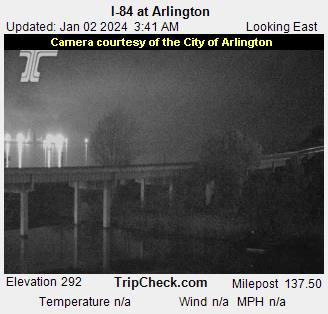 I-84 at Arlington
Updated: Jan 02 2024 3:41 AM Looking East
Camera courtesy of the City of Arlington
Elevation 292 TripCheck.com Milepost 137.50
Temperature n/a Wind n/a MPH n/a